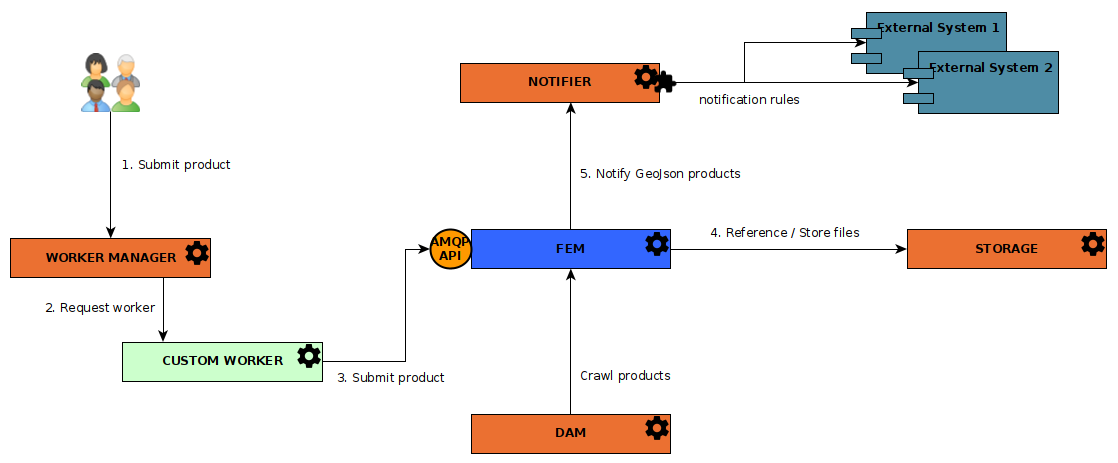 External System 1
External System 2
NOTIFIER
notification rules
1. Submit product
5. Notify GeoJson products
AMQP
API
FEM
4. Reference / Store files
STORAGE
WORKER MANAGER
2. Request worker
CUSTOM WORKER
3. Submit product
Crawl products
DAM